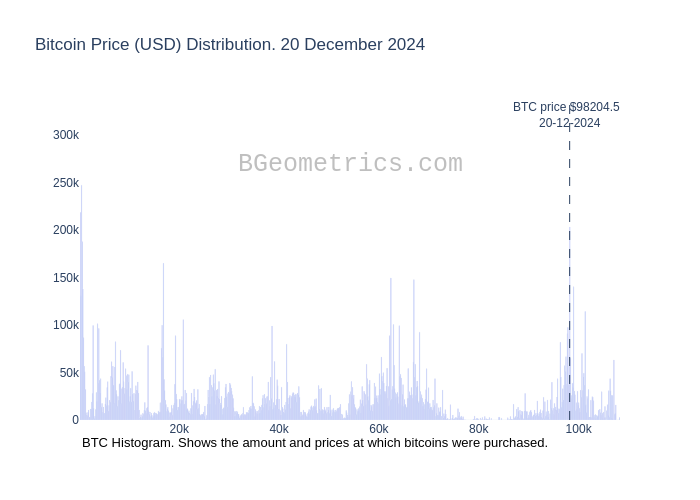 Bitcoin Price (USD) Distribution. 20 December 2024
BTC price $98204.5
20-12-2024
BGeometrics.com
300k
250k
200k
150k
100k
50k
0
20k 40k 60k 80k 100k
BTC Histogram. Shows the amount and prices at which bitcoins were purchased.